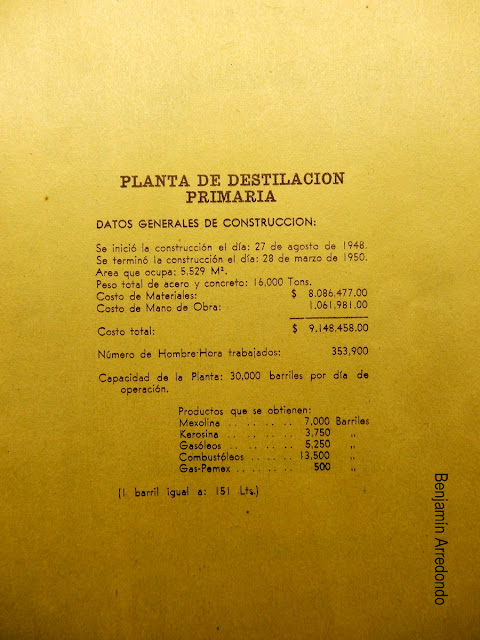 PLANTA DE DESTILACION
PRIMARIA
DATOS GENERALES DE CONSTRUCCION:
Se inició la construcción el día: 27 de agosto de 1948.
Se terminó la construcción el día: 28 de marzo de 1950.
Area que ocupa: 5,529 M².
Peso total de acero y concreto: 16,000 Tons.
Costo de Materiales: $ 8.086,477.00
Costo de Mano de Obra: 1.061,981.00
Costo total: $ 9.148,458.00
Número de Hombre-Hora trabajados: 353,900
Capacidad de la Planta: 30,000 barriles por día de
operación.
Productos que se obtienen:
Mexolina . . . . . . 7,000 Barriles
Kerosina . . . . . . 3,750 „
Gasóleos . . . . . . 5,250 „
Combustóleos . . . . . 13,500 „
Gas-Pemex . . . . . . 500 „
(1 barril igual a: 151 Lts.)
Benjamín Arredondo